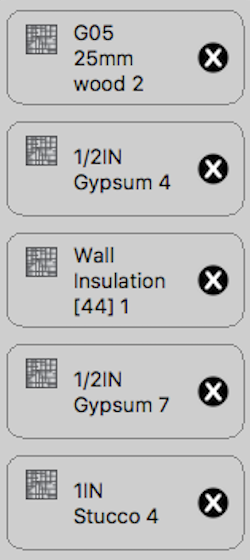 G05
25mm
wood 2
1/2IN
Gypsum 4
Wall
Insulation
[44] 1
1/2IN
Gypsum 7
1IN
Stucco 4